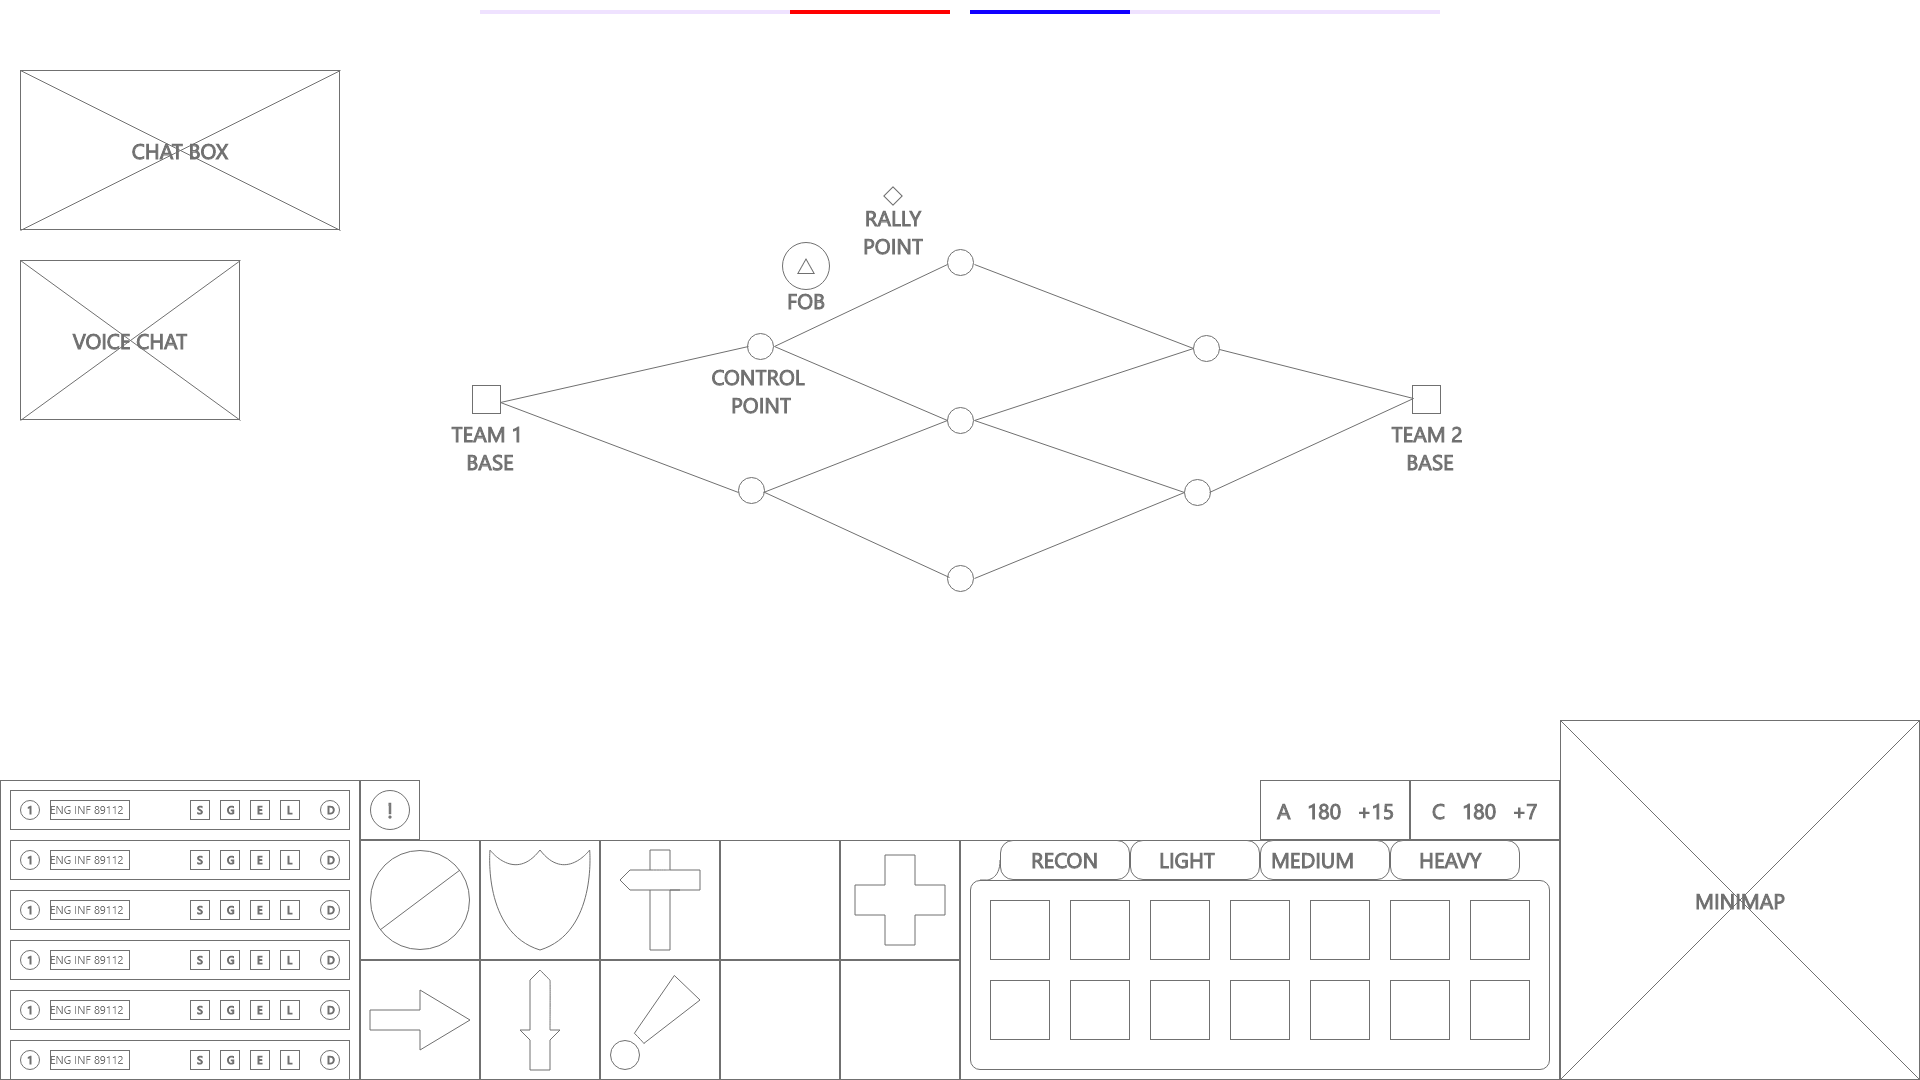 CHAT BOX
VOICE CHAT
RALLY
POINT
FOB
CONTROL
POINT
TEAM 1
BASE
TEAM 2
BASE
1 ENG INF 89112 S G E L D
1 ENG INF 89112 S G E L D
1 ENG INF 89112 S G E L D
1 ENG INF 89112 S G E L D
1 ENG INF 89112 S G E L D
1 ENG INF 89112 S G E L D
!
A 180 +15
C 180 +7
RECON
LIGHT
MEDIUM
HEAVY
MINIMAP